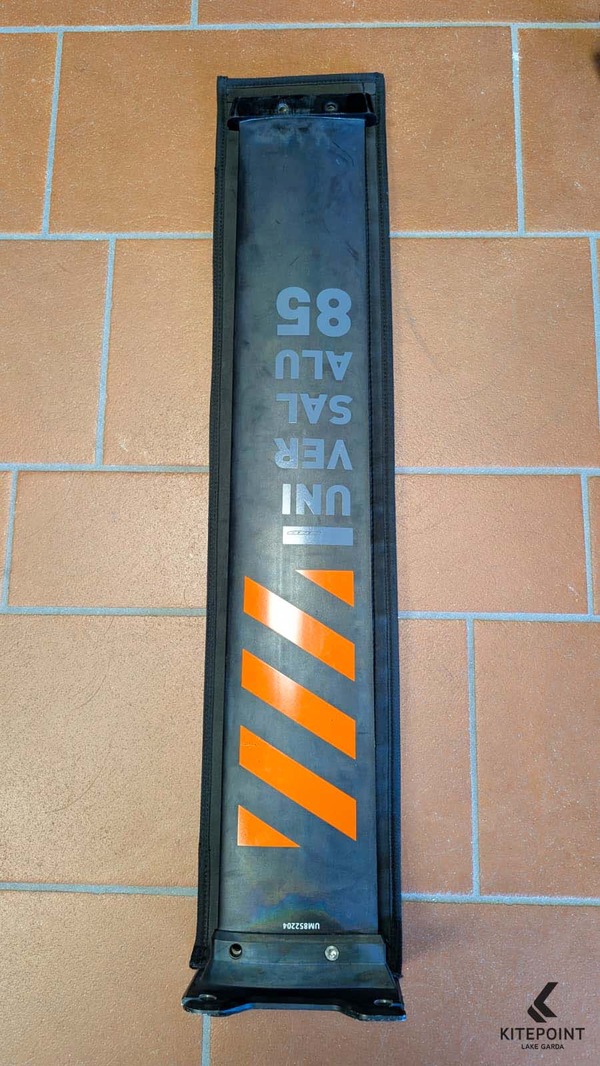 UNI
VER
SAL
ALU
85
UM852204
KITEPOINT
LAKE GARDA